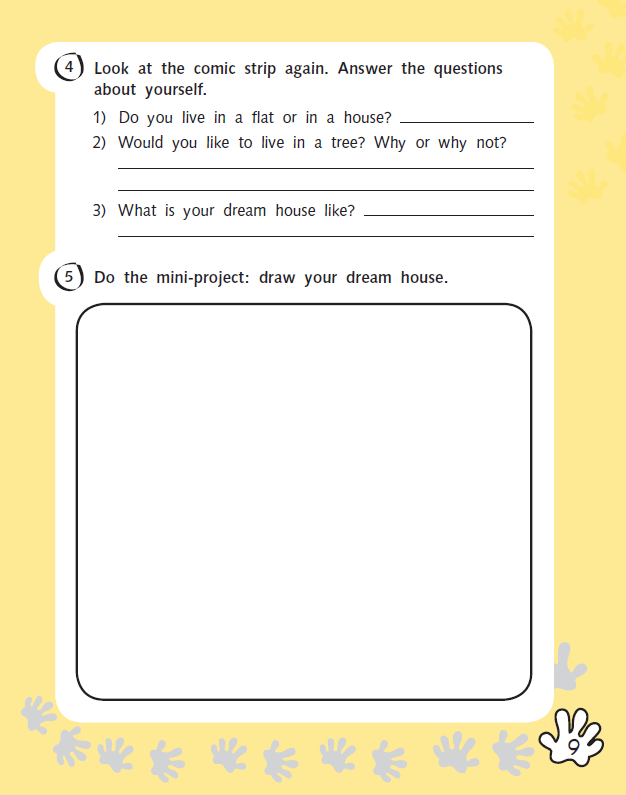 4 Look at the comic strip again. Answer the questions
about yourself.
1) Do you live in a flat or in a house?
2) Would you like to live in a tree? Why or why not?
3) What is your dream house like?
5 Do the mini-project: draw your dream house.
9